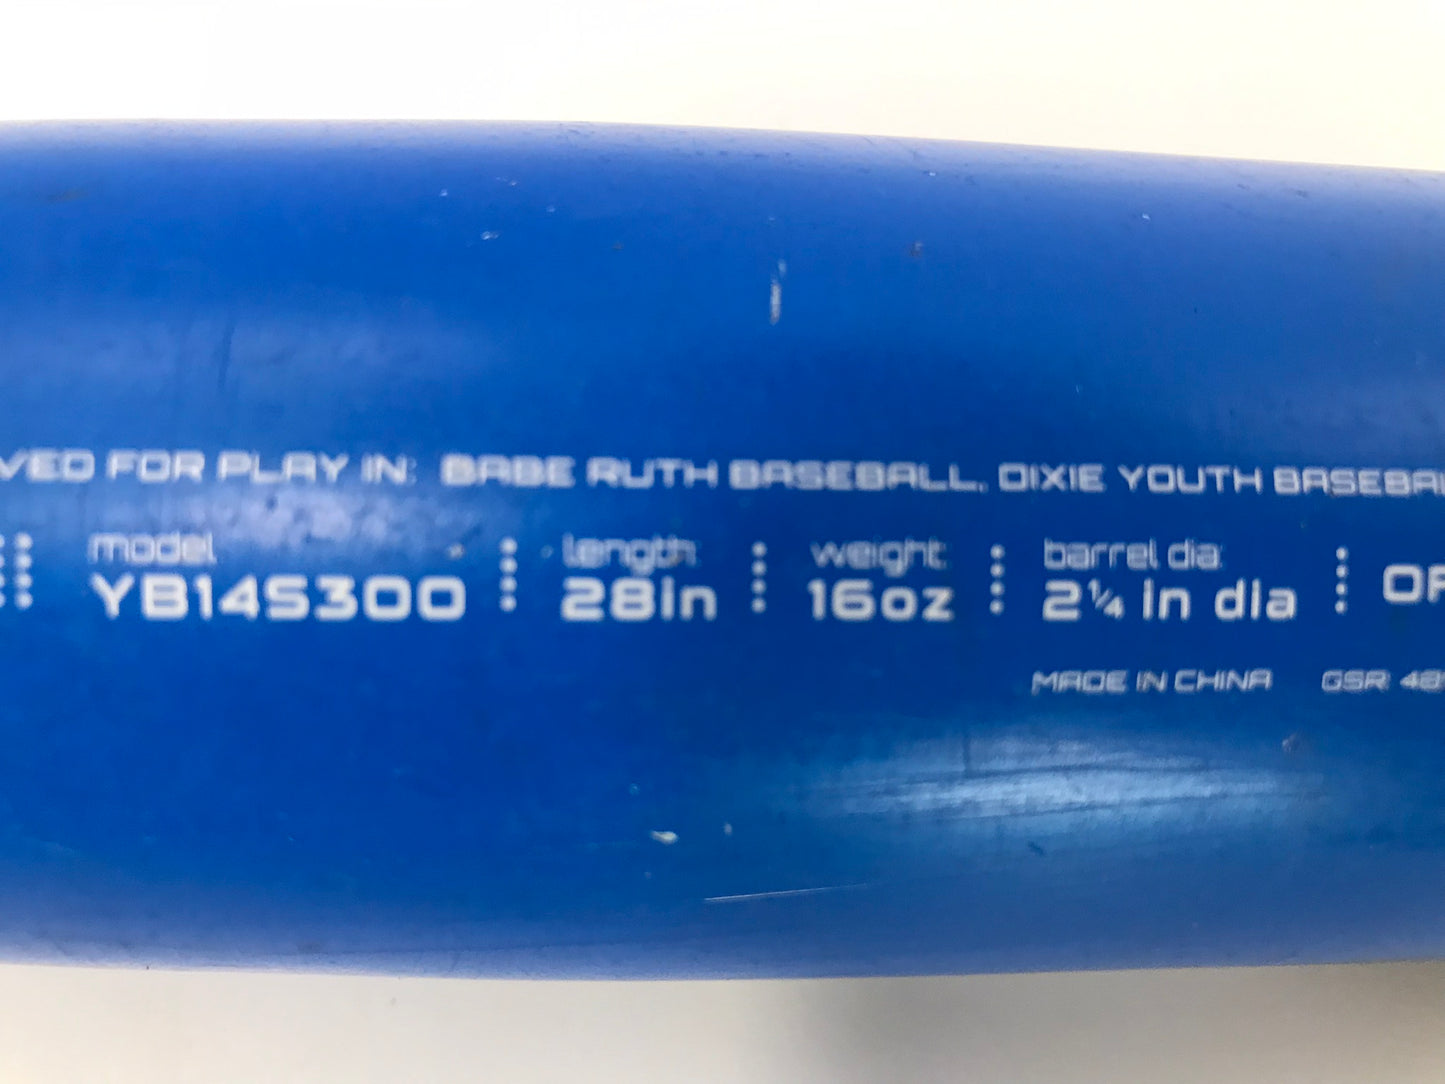 VED FOR PLAY IN: BABE RUTH BASEBALL, DIXIE YOUTH BASEBA
model: length: weight: barrel dia:
YB14S300 28in 16oz 2¼ in dia
MADE IN CHINA GSR 48